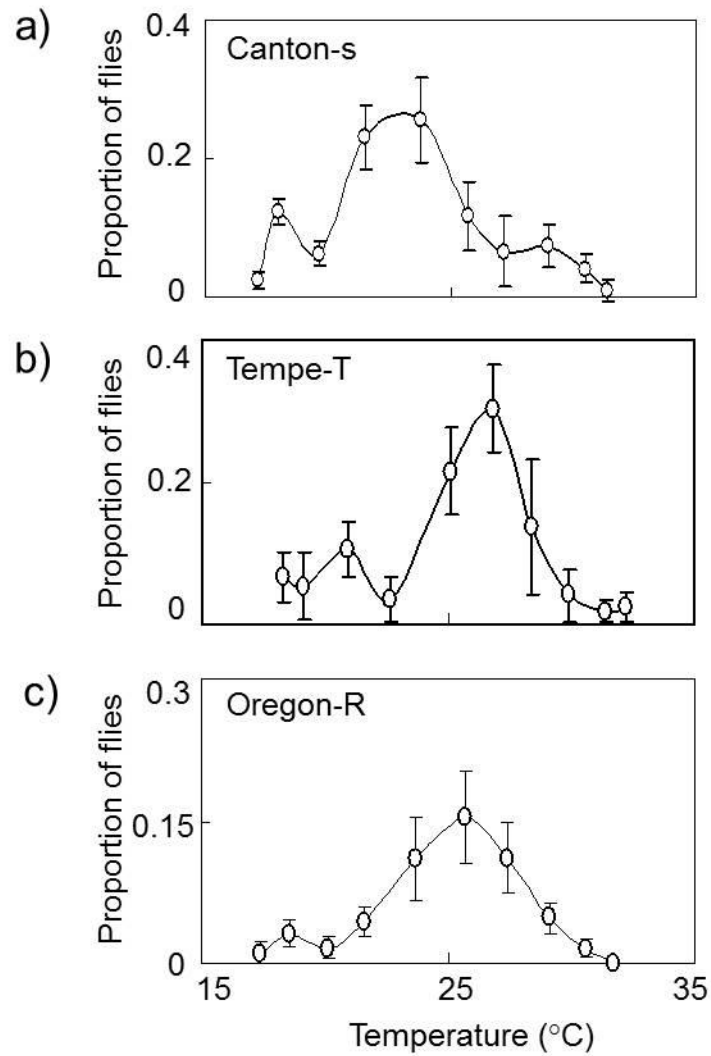 a)
Proportion of flies
0.4
0.2
0
Canton-s
b)
Proportion of flies
0.4
0.2
0
Tempe-T
c)
Proportion of flies
0.3
0.15
0
Oregon-R
15
25
35
Temperature (°C)